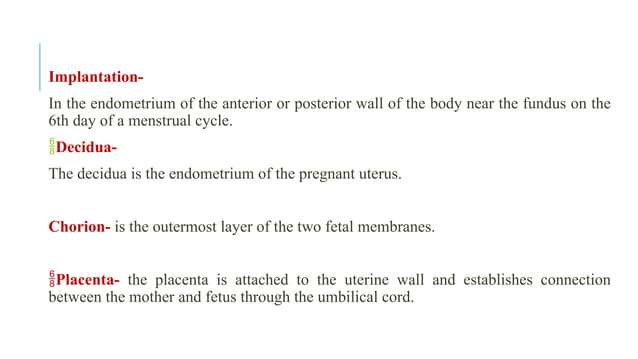 Implantation-
In the endometrium of the anterior or posterior wall of the body near the fundus on the
6th day of a menstrual cycle.
Decidua-
The decidua is the endometrium of the pregnant uterus.
Chorion- is the outermost layer of the two fetal membranes.
Placenta- the placenta is attached to the uterine wall and establishes connection
between the mother and fetus through the umbilical cord.